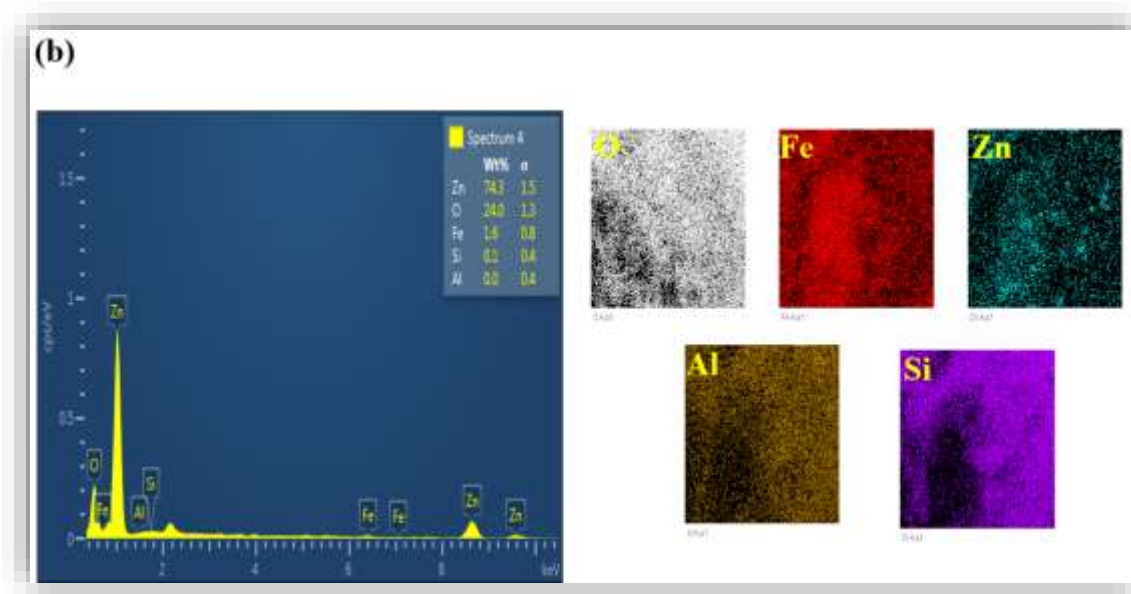 (b)
Spectrum 4
Wt% σ
Zn 74.3 1.5
O 24.0 1.3
Fe 1.6 0.8
Si 0.1 0.4
Al 0.0 0.4
cps/eV
1.5
1
0.5
0
Zn
O
Fe
Al
Si
Fe
Fe
Zn
Zn
2
4
6
8
keV
O
Fe
Zn
Al
Si